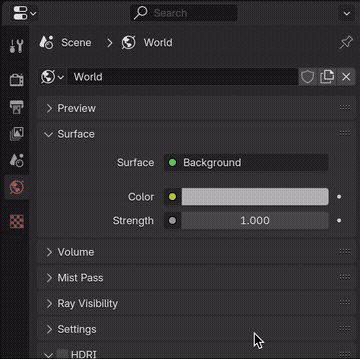 Search
Scene > World
World
Preview
Surface
Surface Background
Color
Strength 1.000
Volume
Mist Pass
Ray Visibility
Settings
HDRI